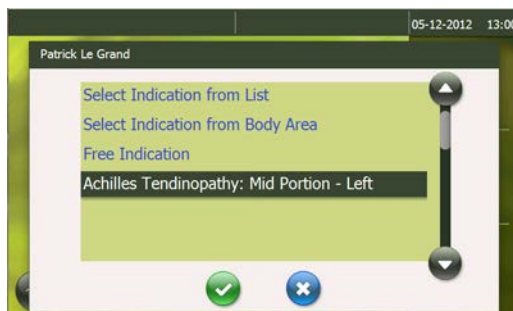 05-12-2012 13:00
Patrick Le Grand
Select Indication from List
Select Indication from Body Area
Free Indication
Achilles Tendinopathy: Mid Portion - Left